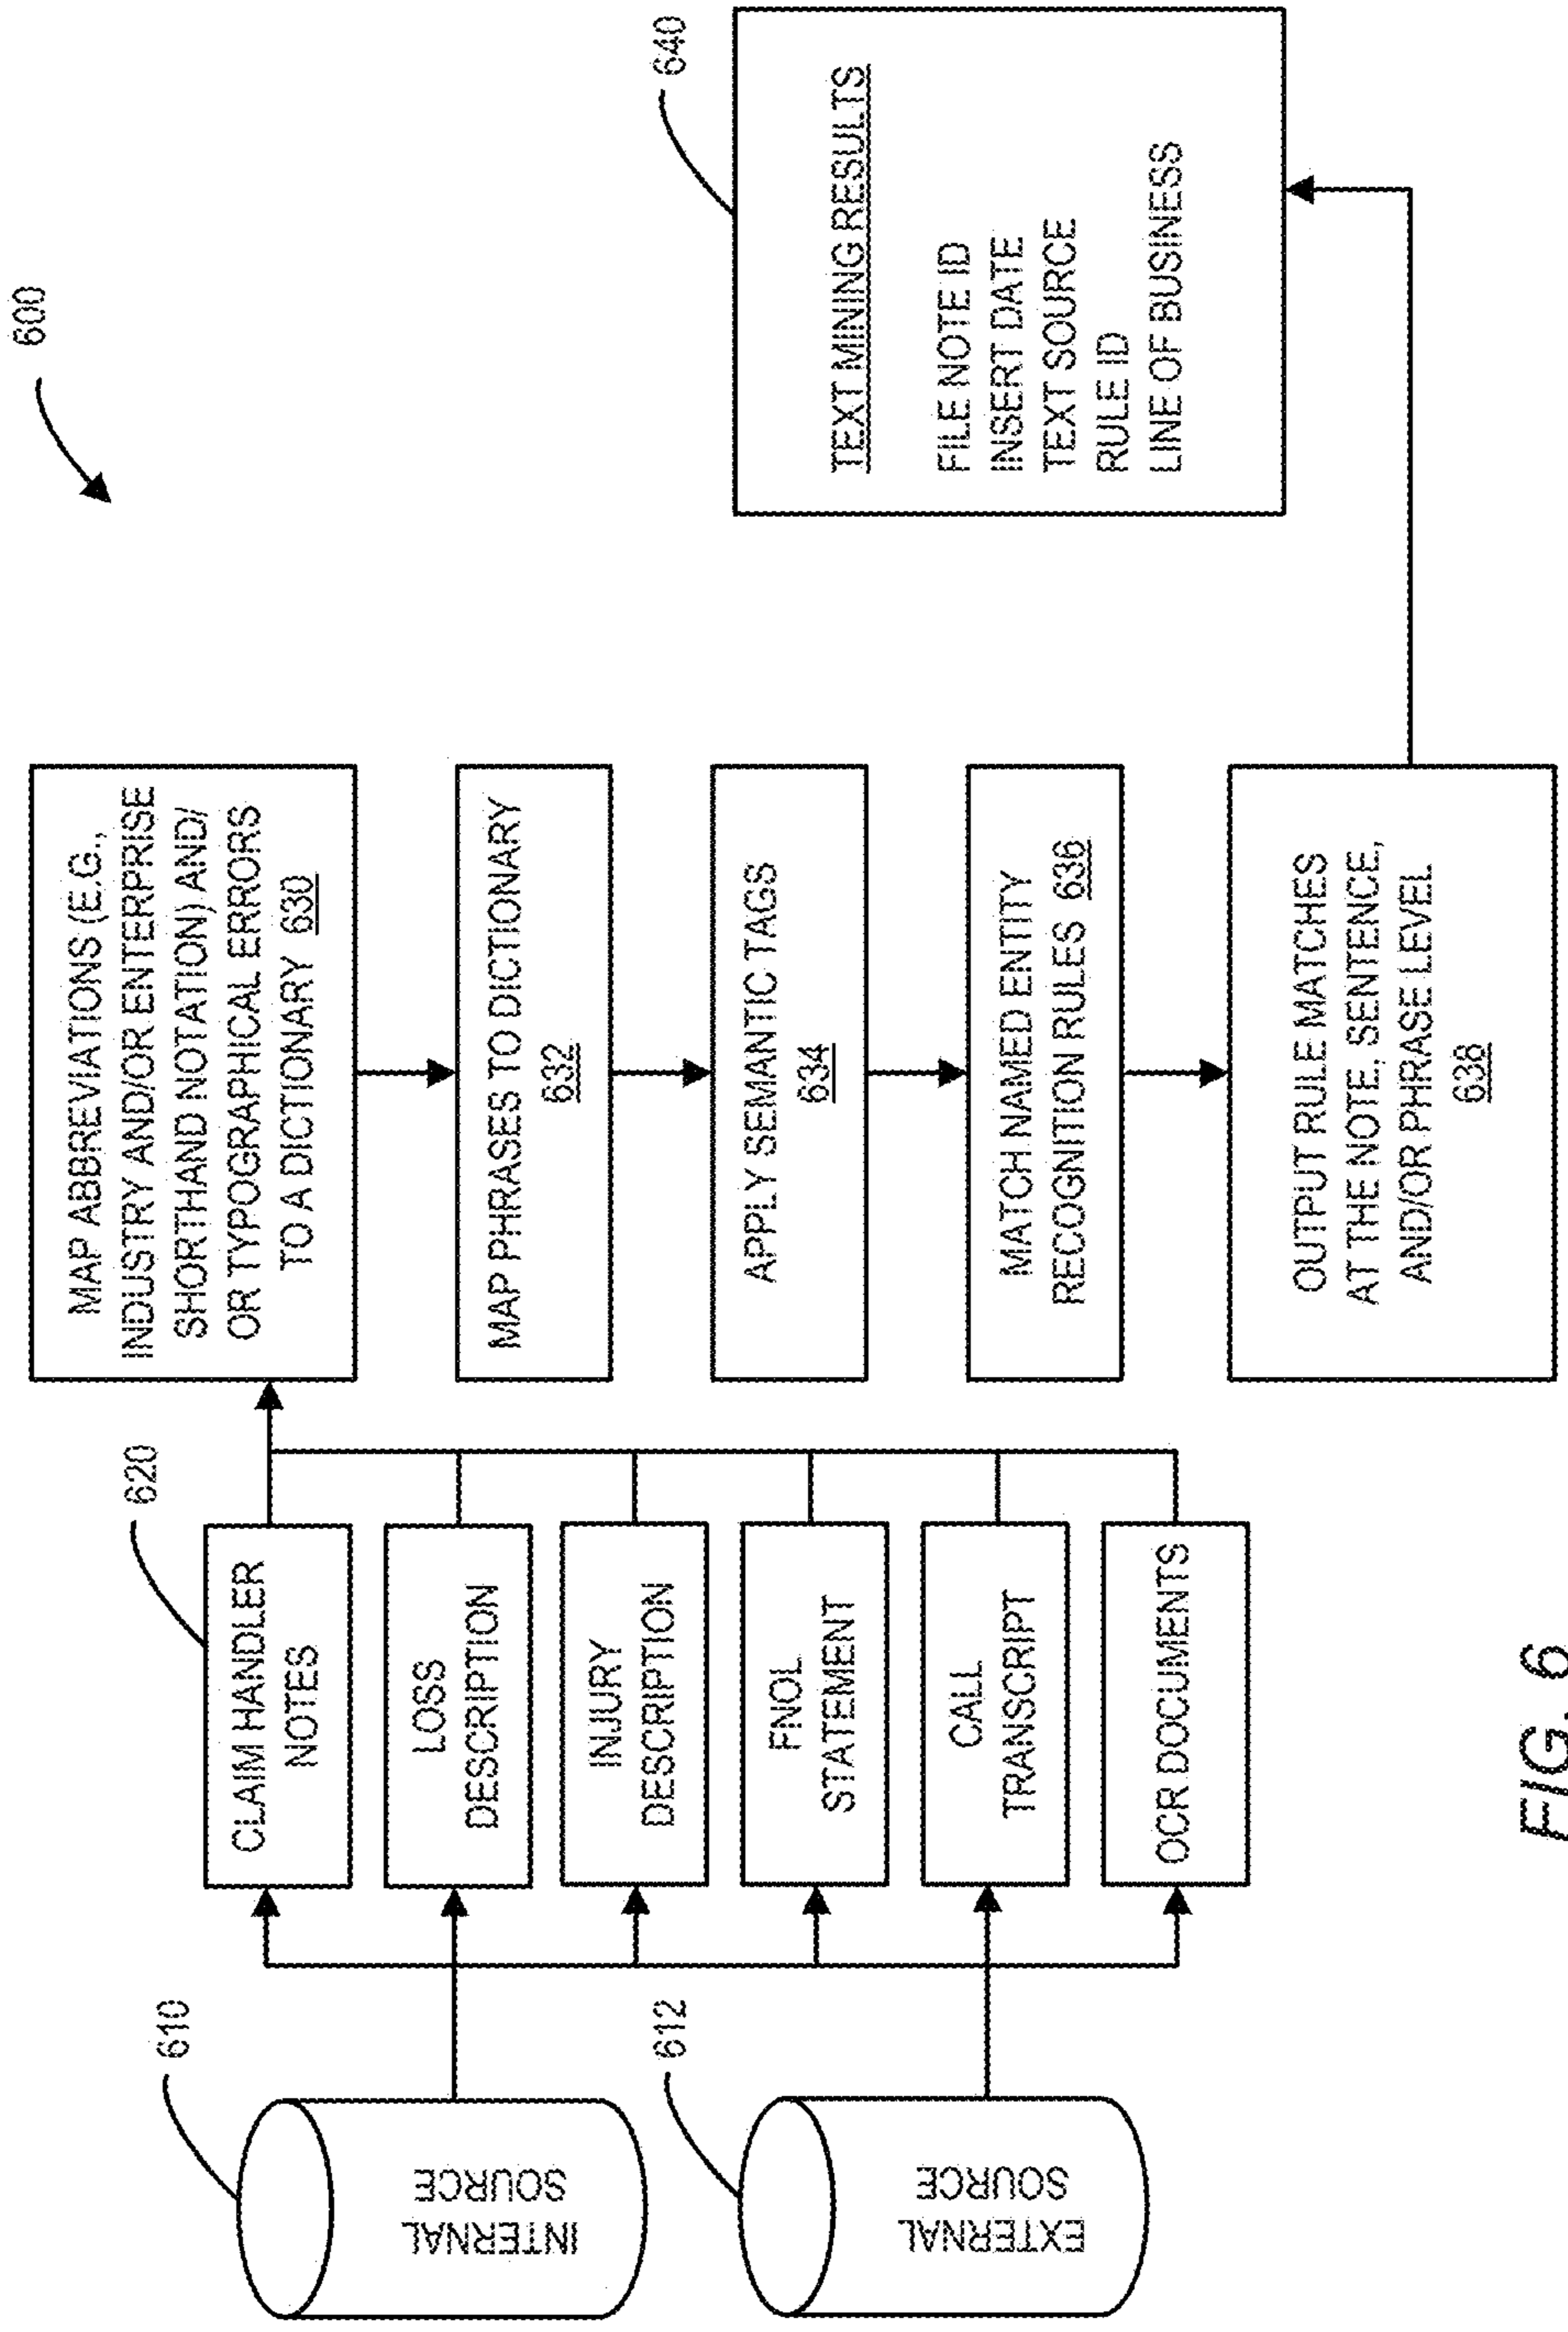 600
610
INTERNAL
SOURCE
612
EXTERNAL
SOURCE
620
CLAIM HANDLER
NOTES
LOSS
DESCRIPTION
INJURY
DESCRIPTION
FNOL
STATEMENT
CALL
TRANSCRIPT
OCR DOCUMENTS
MAP ABBREVIATIONS (E.G.,
INDUSTRY AND/OR ENTERPRISE
SHORTHAND NOTATION) AND/
OR TYPOGRAPHICAL ERRORS
TO A DICTIONARY 630
MAP PHRASES TO DICTIONARY
632
APPLY SEMANTIC TAGS
634
MATCH NAMED ENTITY
RECOGNITION RULES 636
OUTPUT RULE MATCHES
AT THE NOTE, SENTENCE,
AND/OR PHRASE LEVEL
638
640
TEXT MINING RESULTS
FILE NOTE ID
INSERT DATE
TEXT SOURCE
RULE ID
LINE OF BUSINESS
FIG. 6